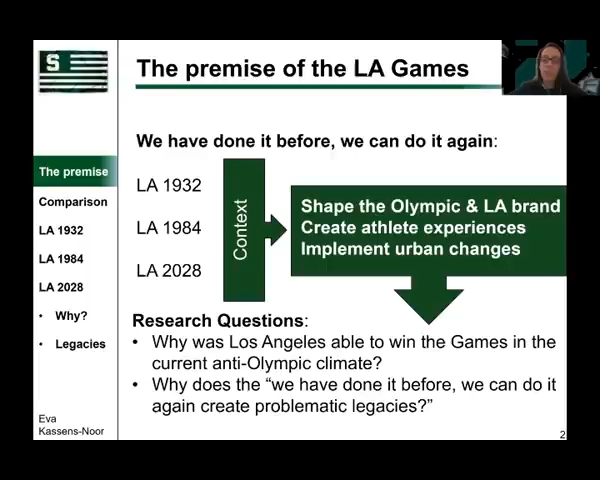 S
The premise of the LA Games
We have done it before, we can do it again:
The premise
Comparison
LA 1932
LA 1984
LA 2028
• Why?
• Legacies
LA 1932
LA 1984
LA 2028
Context
Shape the Olympic & LA brand
Create athlete experiences
Implement urban changes
Research Questions:
• Why was Los Angeles able to win the Games in the
current anti-Olympic climate?
• Why does the “we have done it before, we can do it
again create problematic legacies?”
Eva
Kassens-Noor
2